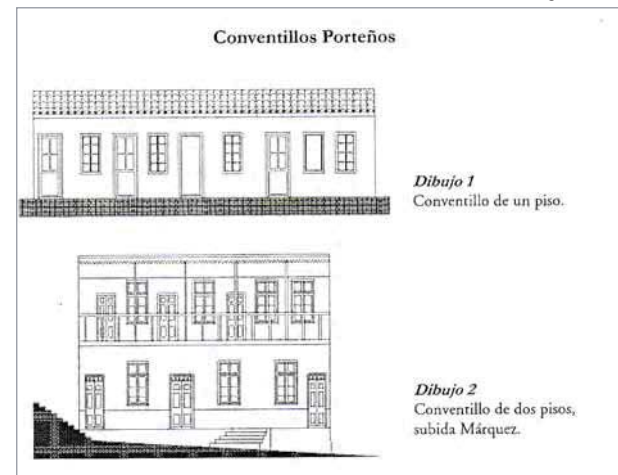 Conventillos Porteños
Dibujo 1
Conventillo de un piso.
Dibujo 2
Conventillo de dos pisos,
subida Márquez.